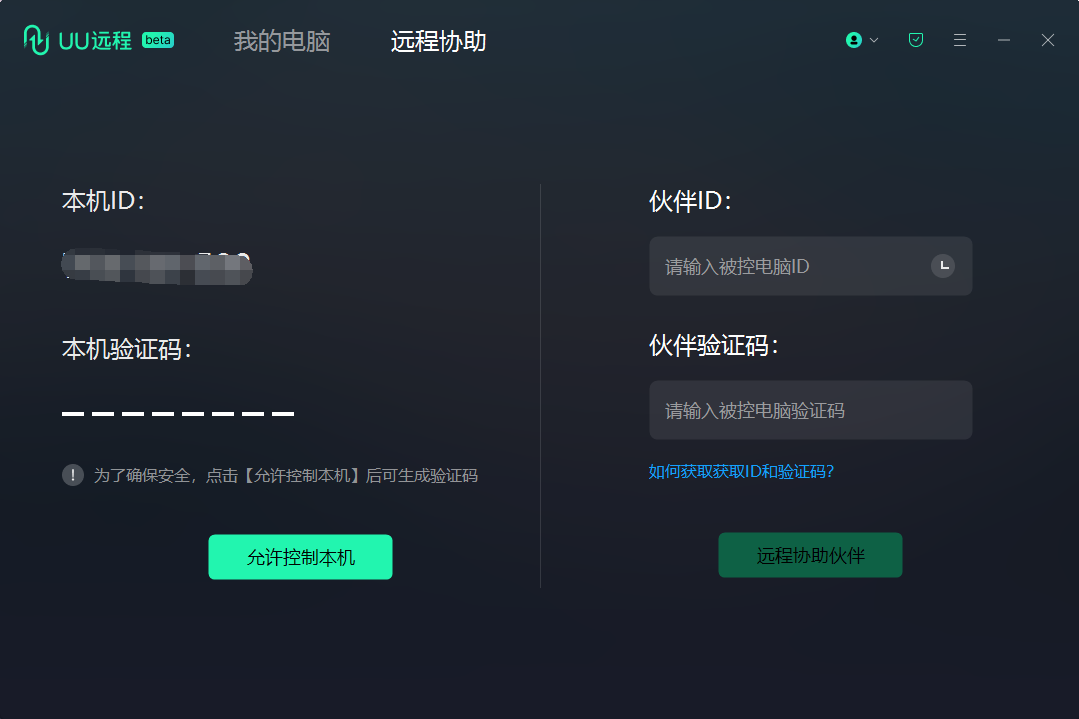 UU远程 beta 我的电脑 远程协助
本机ID：
本机验证码：
为了确保安全，点击【允许控制本机】后可生成验证码
允许控制本机
伙伴ID：
请输入被控电脑ID
伙伴验证码：
请输入被控电脑验证码
如何获取获取ID和验证码?
远程协助伙伴